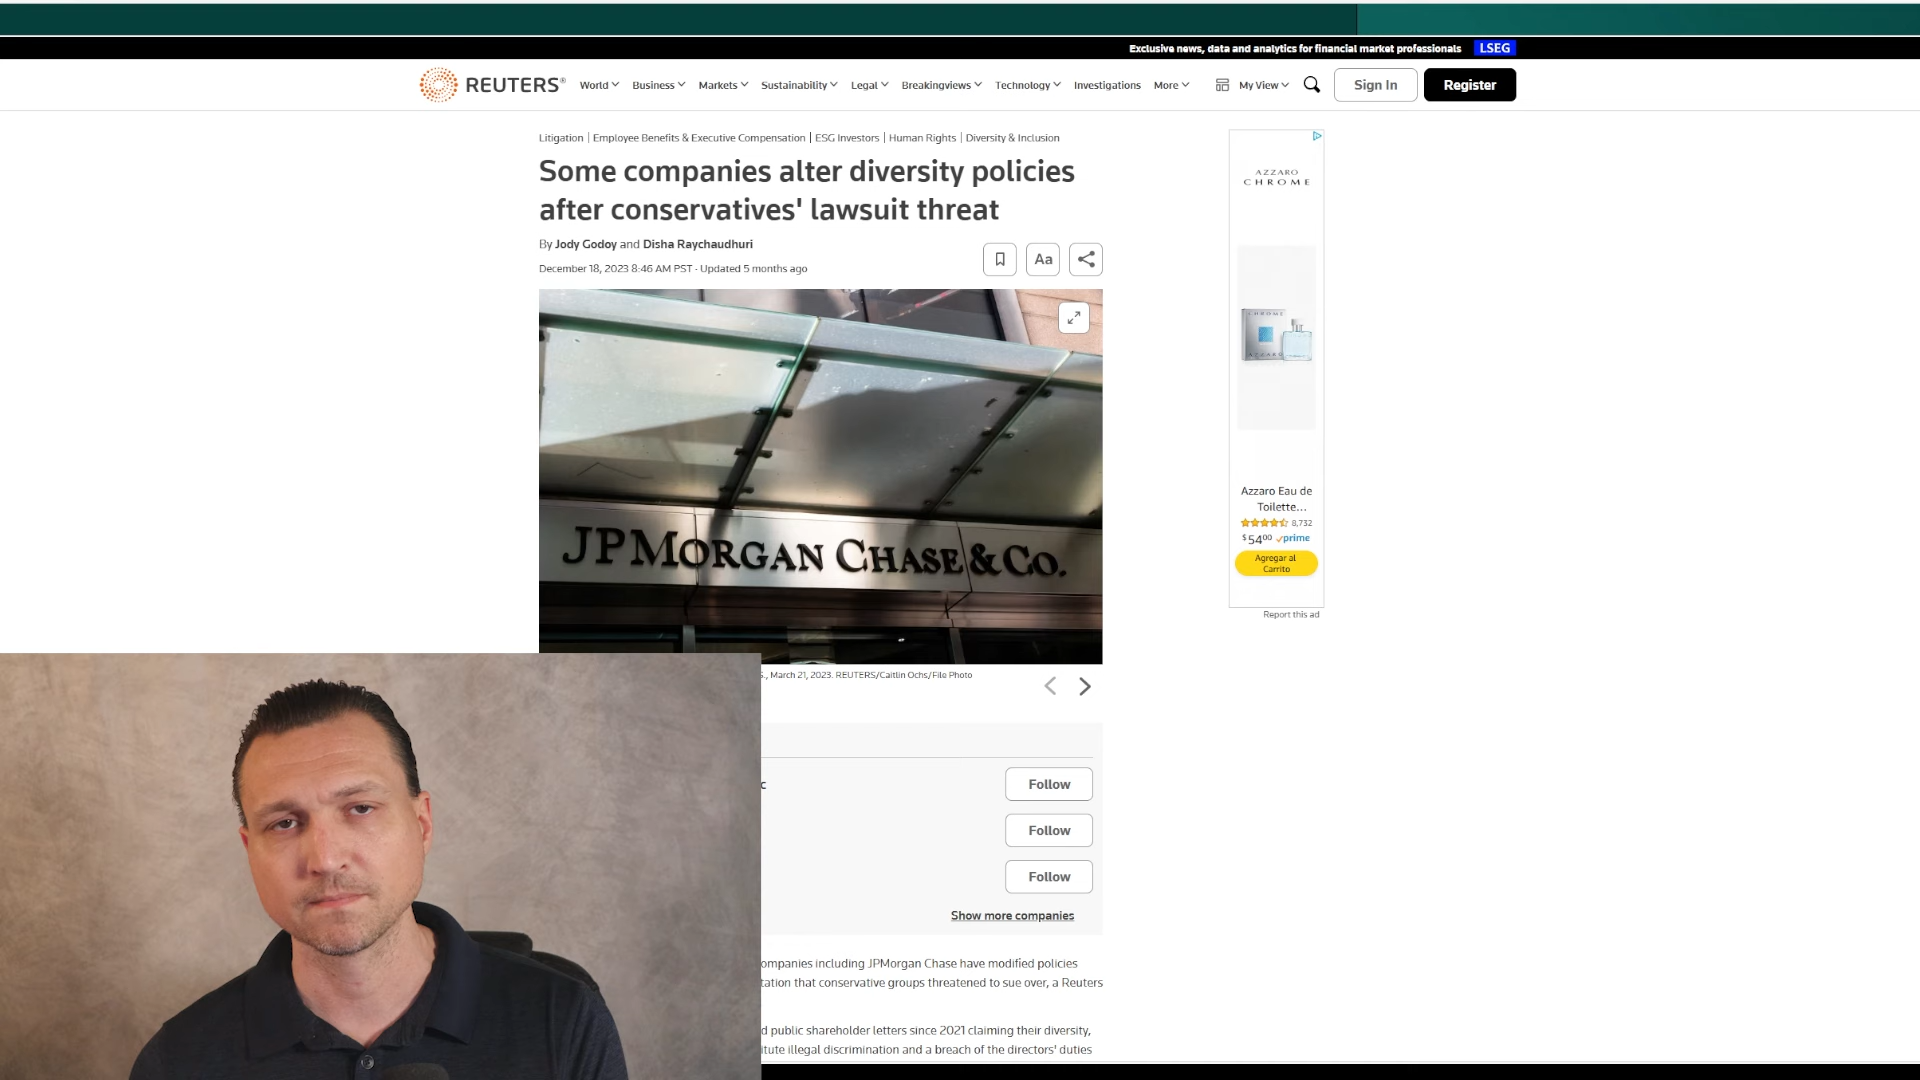 Exclusive news, data and analytics for financial market professionals LSEG
REUTERS® World Business Markets Sustainability Legal Breakingviews Technology Investigations More My View Sign In Register
Litigation | Employee Benefits & Executive Compensation | ESG Investors | Human Rights | Diversity & Inclusion
Some companies alter diversity policies
after conservatives' lawsuit threat
By Jody Godoy and Disha Raychaudhuri
December 18, 2023 8:46 AM PST · Updated 5 months ago
Aa
JPMORGAN CHASE & CO.
S., March 21, 2023. REUTERS/Caitlin Ochs/File Photo
c
Follow
Follow
Follow
Show more companies
ompanies including JPMorgan Chase have modified policies
tation that conservative groups threatened to sue over, a Reuters
d public shareholder letters since 2021 claiming their diversity,
itute illegal discrimination and a breach of the directors' duties
AZZARO
CHROME
CHROME
AZZARO
Azzaro Eau de
Toilette...
8,732
$54.00 prime
Agregar al
Carrito
Report this ad